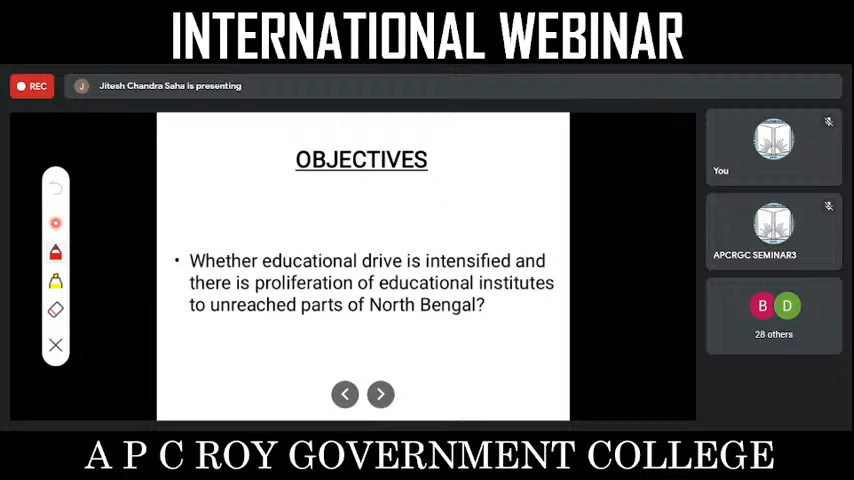 INTERNATIONAL WEBINAR
REC
J
Jitesh Chandra Saha is presenting
OBJECTIVES
• Whether educational drive is intensified and
there is proliferation of educational institutes
to unreached parts of North Bengal?
You
APCRGC SEMINAR3
B D
28 others
A P C ROY GOVERNMENT COLLEGE